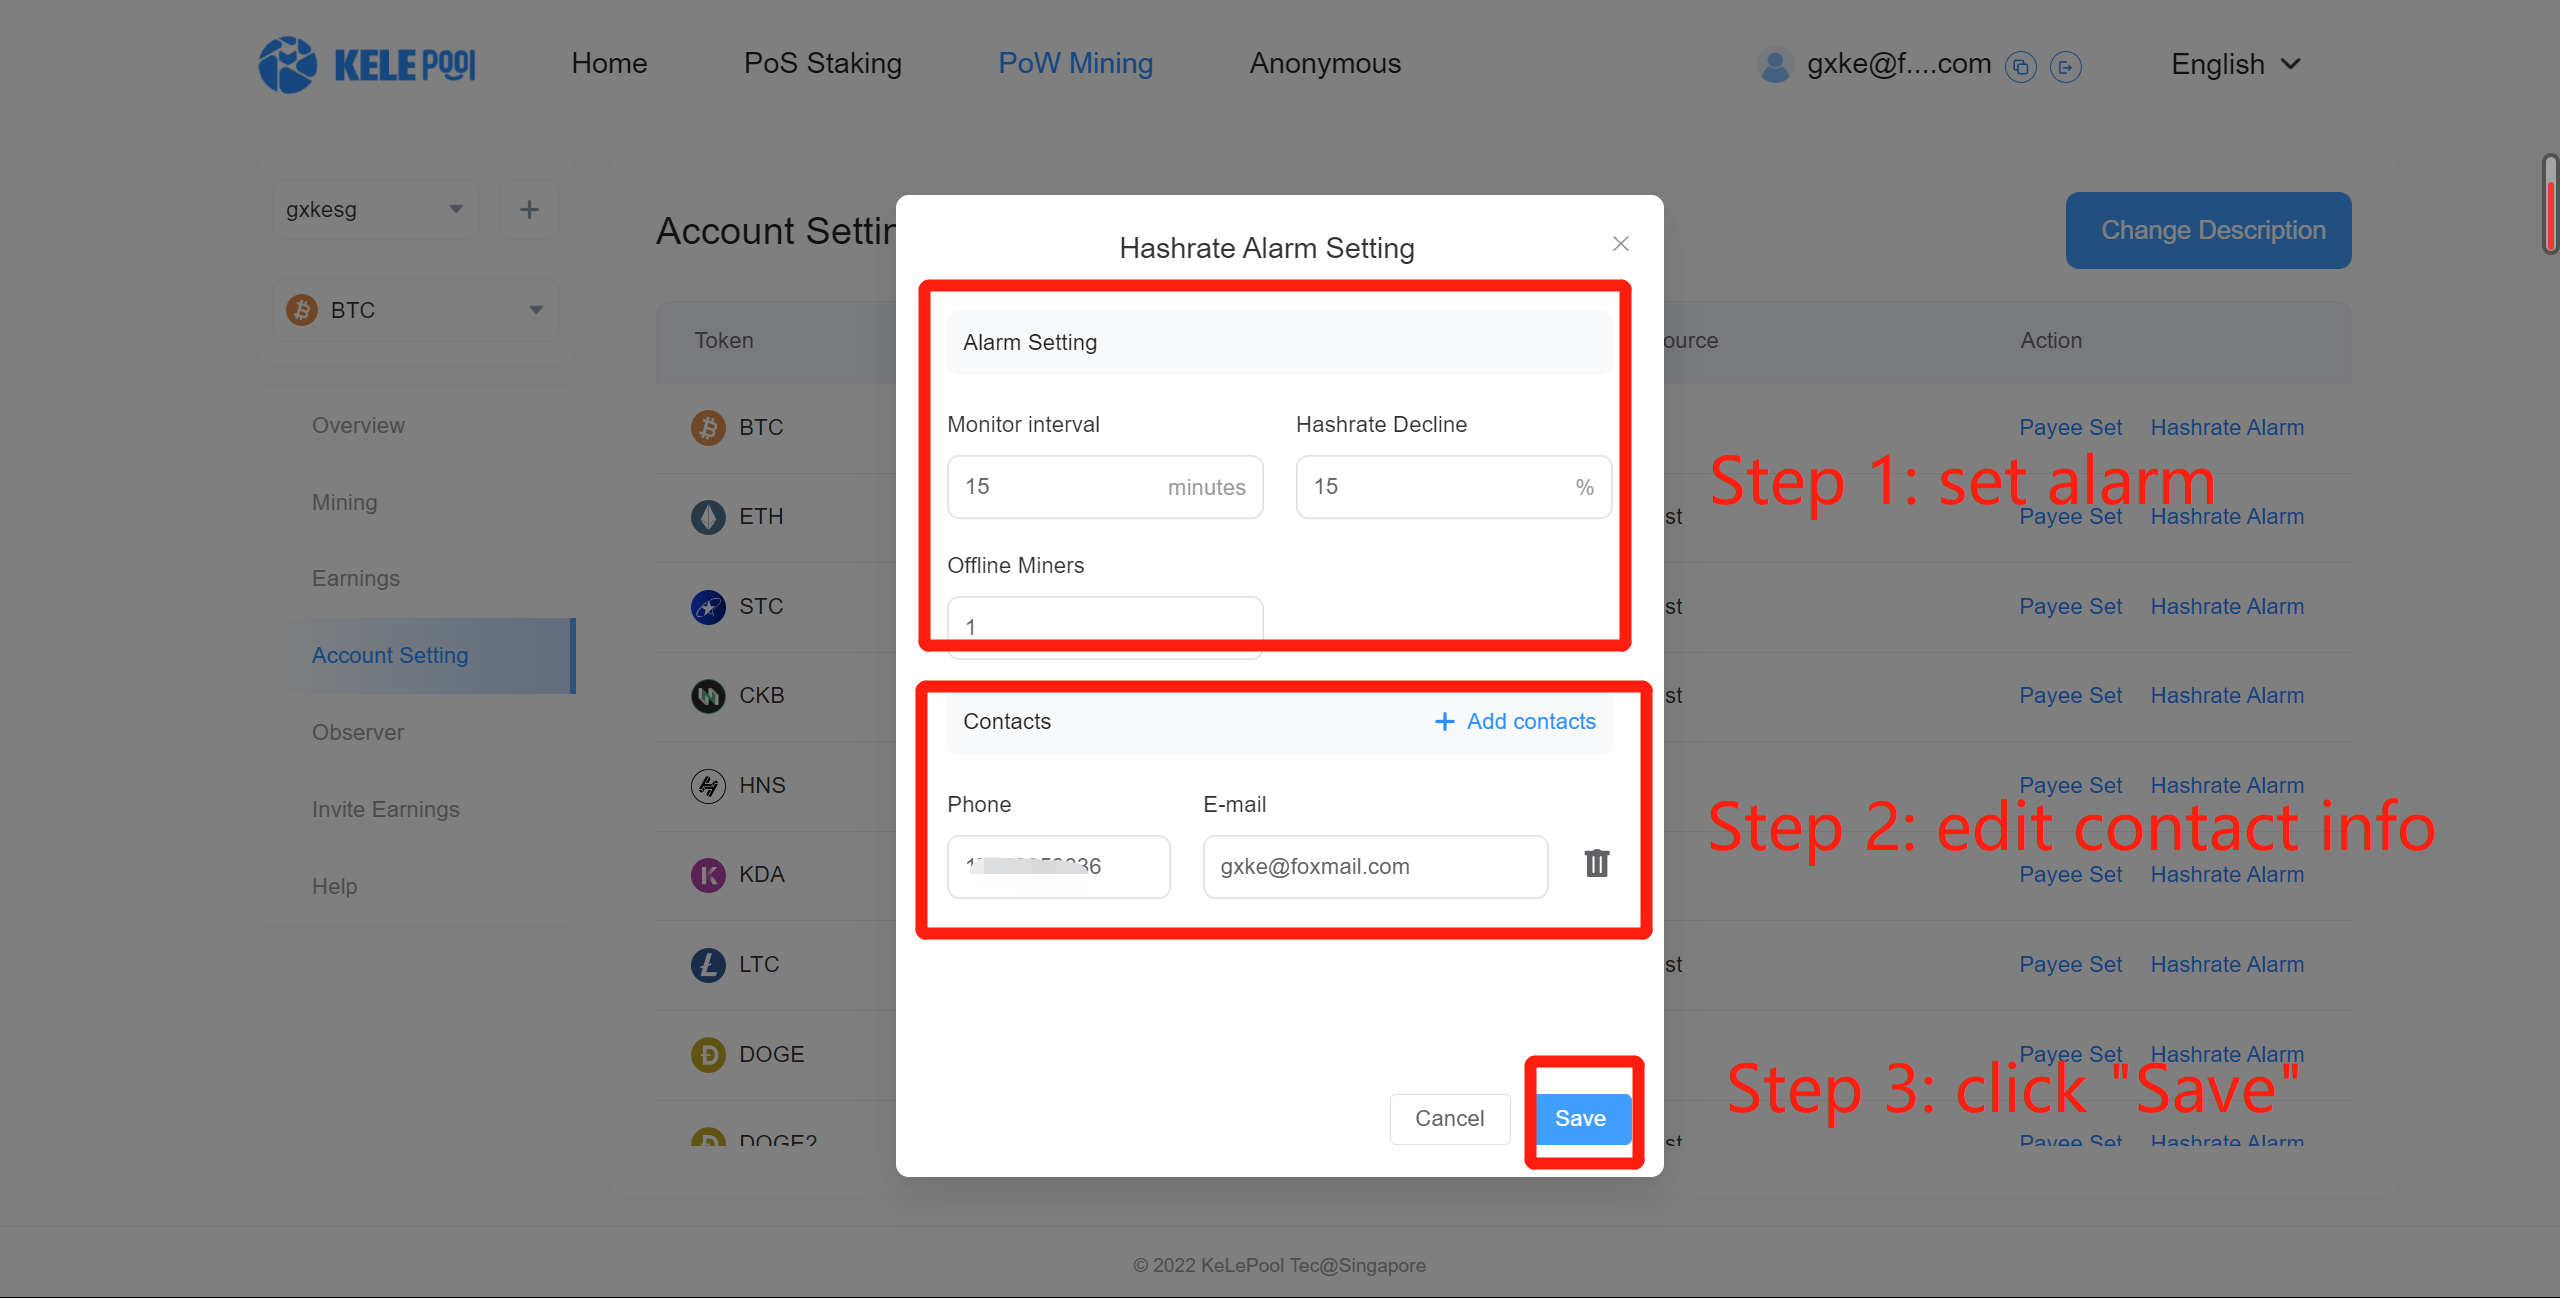 KELE POOL
Home
PoS Staking
PoW Mining
Anonymous
gxke@f....com
English
gxkesg
BTC
Overview
Mining
Earnings
Account Setting
Observer
Invite Earnings
Help
Change Description
Token
Action
BTC
Payee Set Hashrate Alarm
ETH
st
Payee Set Hashrate Alarm
STC
st
Payee Set Hashrate Alarm
CKB
st
Payee Set Hashrate Alarm
HNS
Payee Set Hashrate Alarm
KDA
Payee Set Hashrate Alarm
LTC
st
Payee Set Hashrate Alarm
DOGE
Payee Set Hashrate Alarm
DOGE2
st
Payee Set Hashrate Alarm
Account Settin
ource
Hashrate Alarm Setting
Alarm Setting
Monitor interval
15 minutes
Hashrate Decline
15 %
Offline Miners
1
Contacts
+ Add contacts
Phone
E-mail
gxke@foxmail.com
Cancel
Save
Step 1: set alarm
Step 2: edit contact info
Step 3: click "Save"
© 2022 KeLePool Tec@Singapore